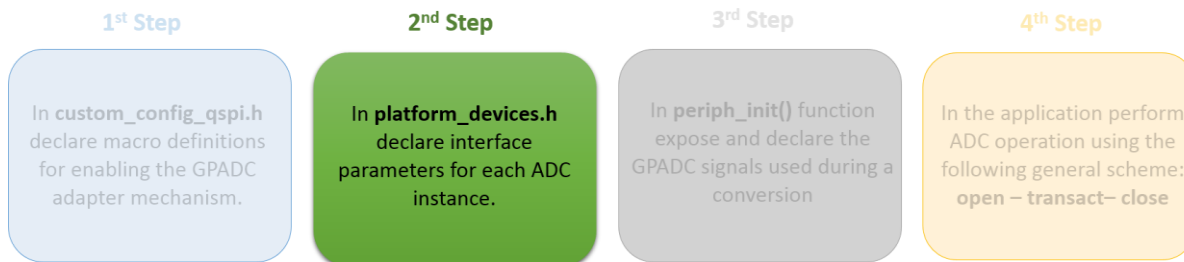 1st Step
In custom_config_qspi.h
declare macro definitions
for enabling the GPADC
adapter mechanism.
2nd Step
In platform_devices.h
declare interface
parameters for each ADC
instance.
3rd Step
In periph_init() function
expose and declare the
GPADC signals used during a
conversion
4th Step
In the application perform
ADC operation using the
following general scheme:
open – transact– close